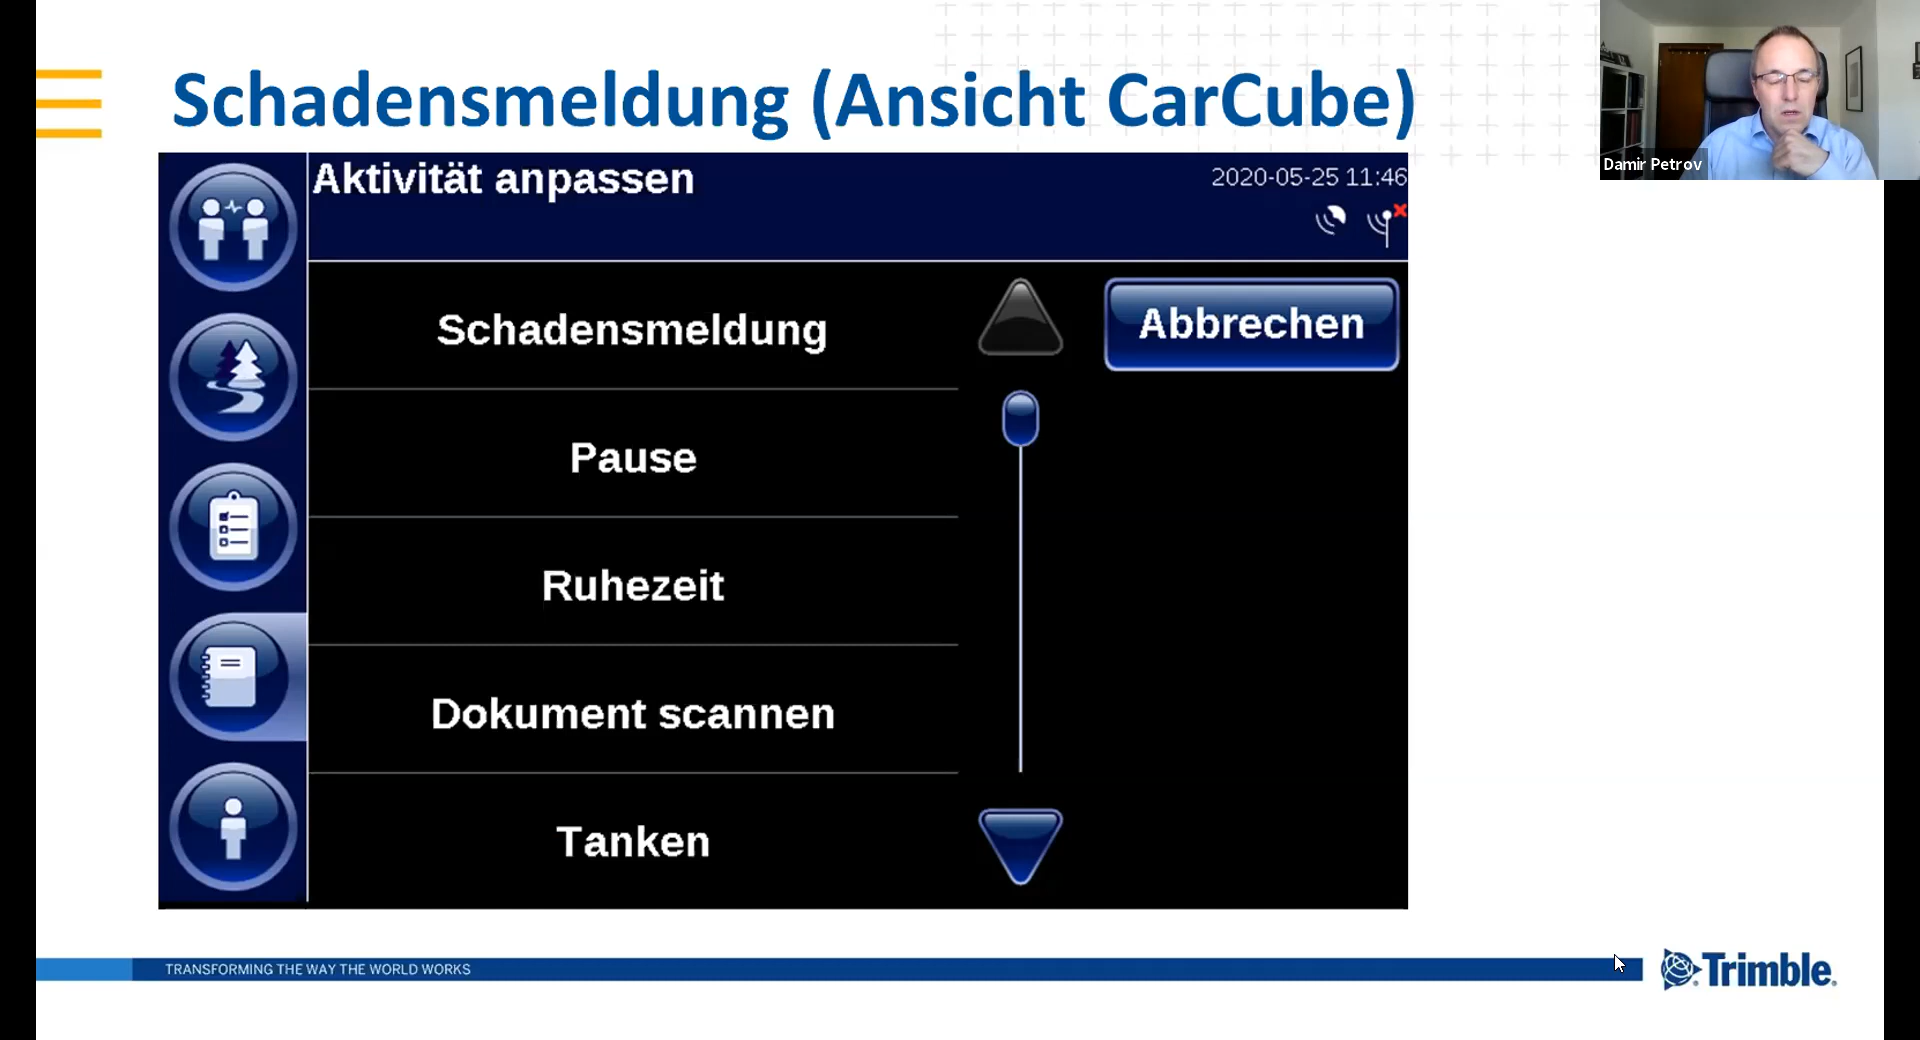 Schadensmeldung (Ansicht CarCube)
Damir Petrov
Aktivität anpassen
2020-05-25 11:46
Schadensmeldung
Abbrechen
Pause
Ruhezeit
Dokument scannen
Tanken
TRANSFORMING THE WAY THE WORLD WORKS
Trimble